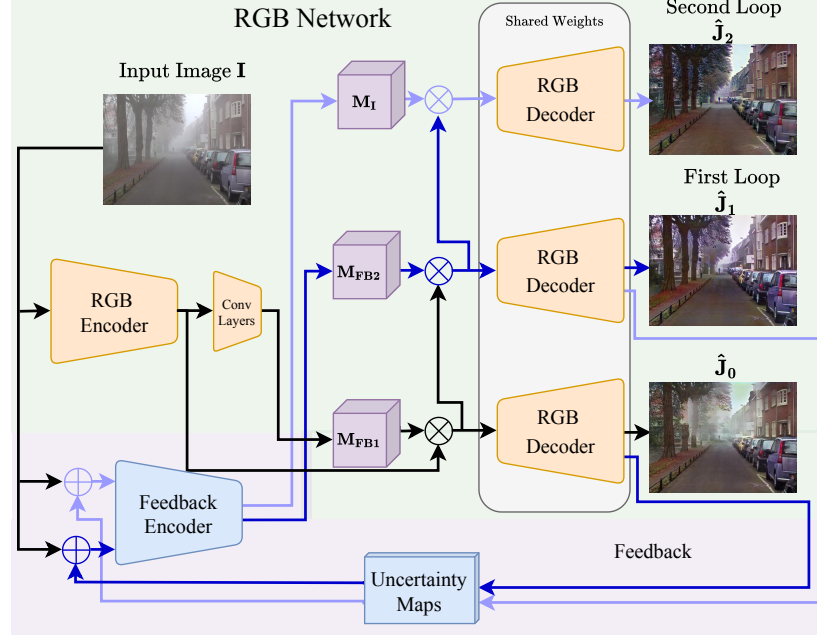 RGB Network
Shared Weights
Second Loop
Ĵ₂
Input Image I
M_I
RGB
Decoder
First Loop
Ĵ₁
M_FB2
RGB
Decoder
RGB
Encoder
Conv
Layers
Ĵ₀
M_FB1
RGB
Decoder
Feedback
Encoder
Feedback
Uncertainty
Maps